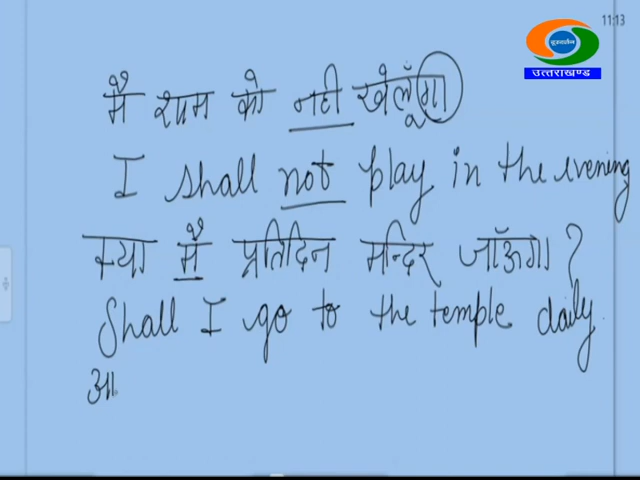 11:13
दूरदर्शन
उत्तराखण्ड
मैं शाम को नही खेलूँगा
I shall not play in the evening
क्या मैं प्रतिदिन मन्दिर जाऊँगा ?
Shall I go to the temple daily
आ